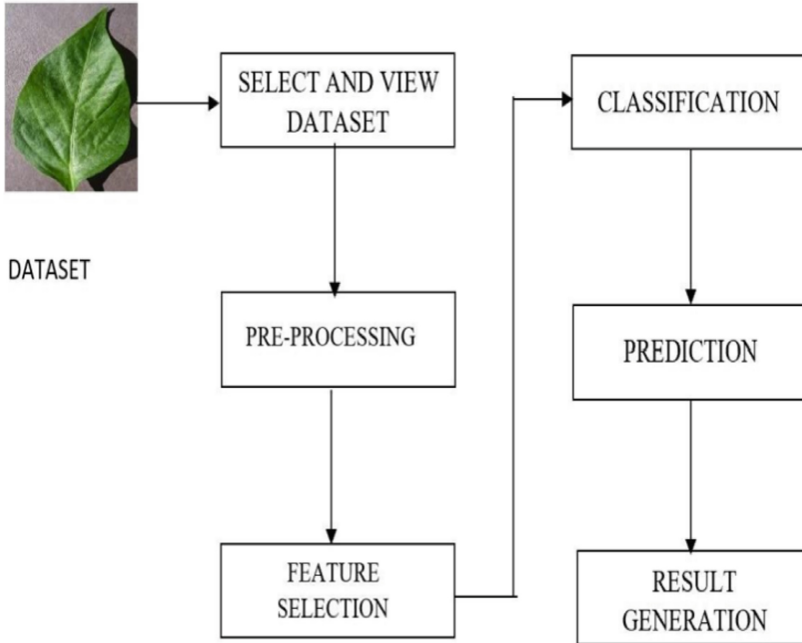 SELECT AND VIEW
DATASET
DATASET
PRE-PROCESSING
FEATURE
SELECTION
CLASSIFICATION
PREDICTION
RESULT
GENERATION